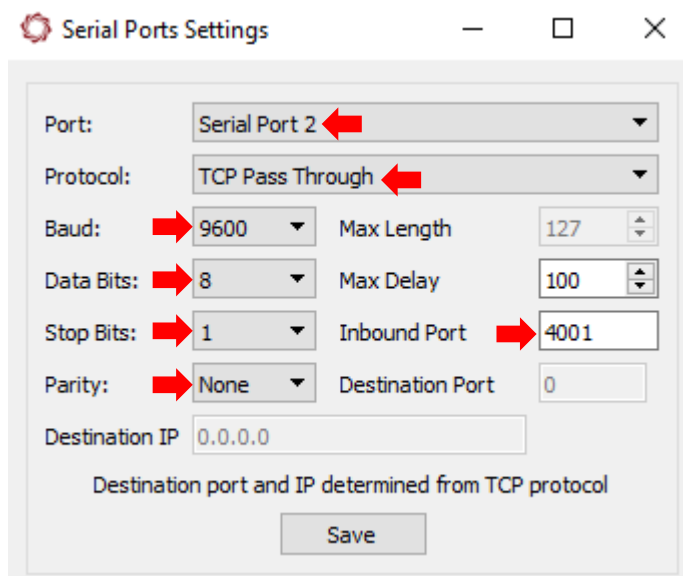 Serial Ports Settings
Port: Serial Port 2
Protocol: TCP Pass Through
Baud: 9600 Max Length 127
Data Bits: 8 Max Delay 100
Stop Bits: 1 Inbound Port 4001
Parity: None Destination Port 0
Destination IP 0.0.0.0
Destination port and IP determined from TCP protocol
Save